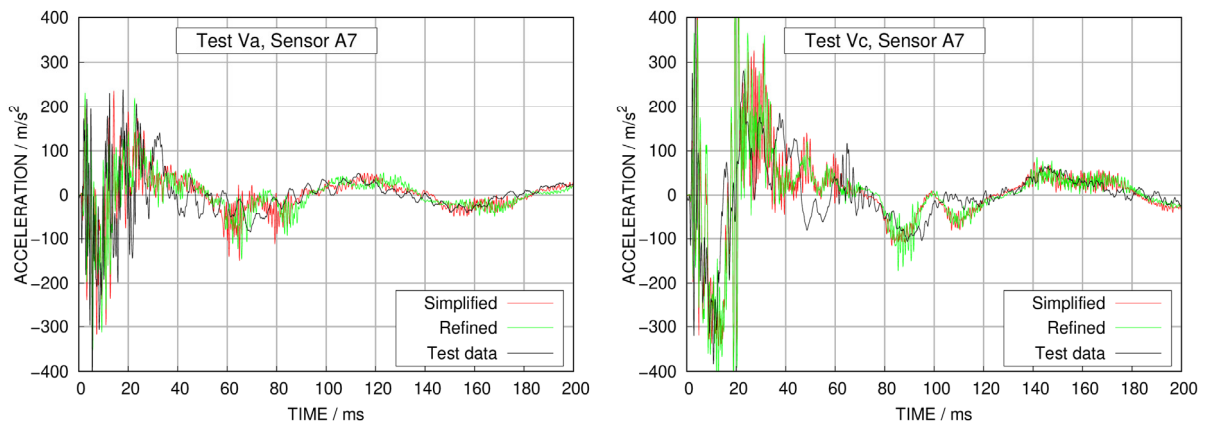 Test Va, Sensor A7
400
300
200
100
0
−100
−200
−300
−400
ACCELERATION / m/s²
Simplified
Refined
Test data
0 20 40 60 80 100 120 140 160 180 200
TIME / ms
Test Vc, Sensor A7
400
300
200
100
0
−100
−200
−300
−400
ACCELERATION / m/s²
Simplified
Refined
Test data
0 20 40 60 80 100 120 140 160 180 200
TIME / ms